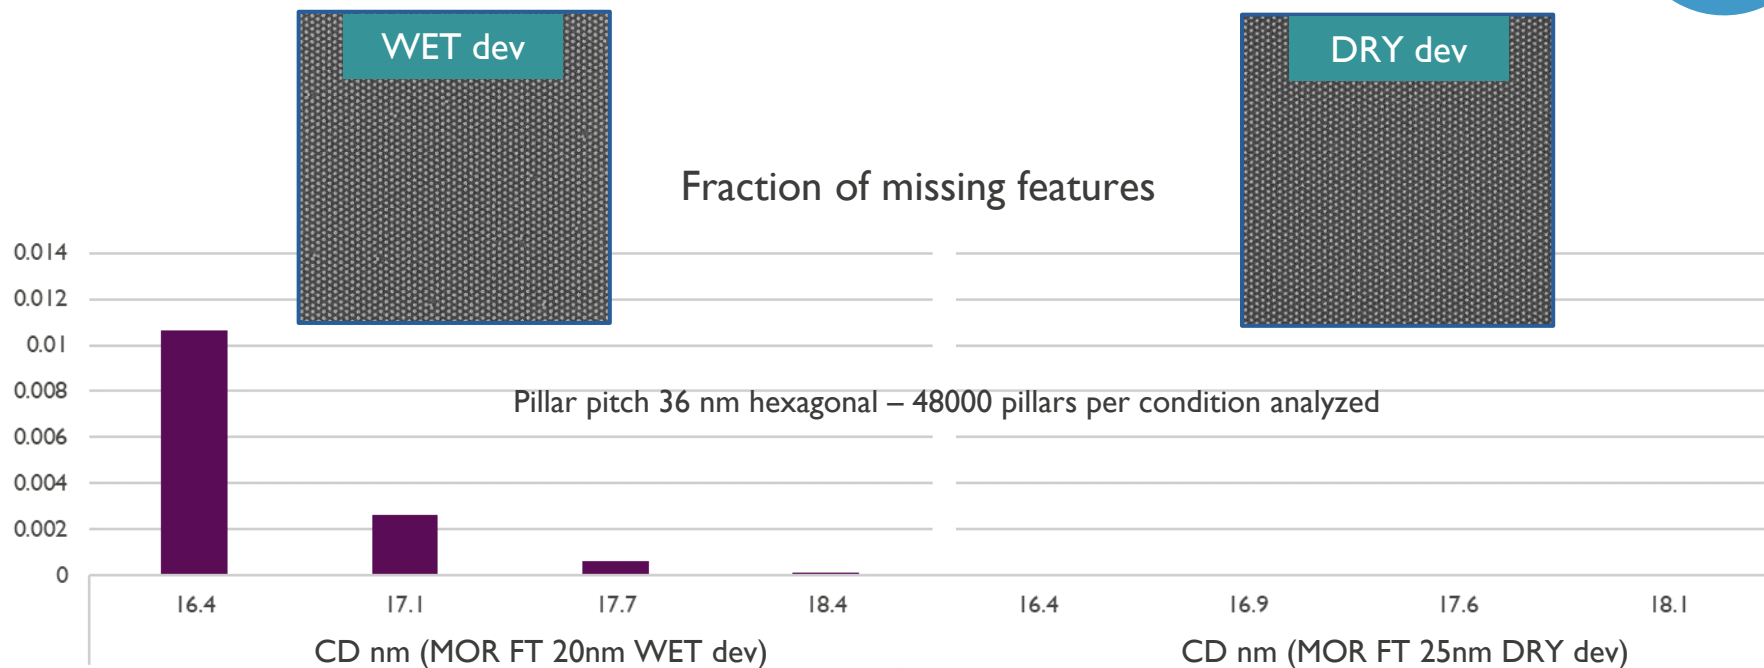 WET dev
DRY dev
Fraction of missing features
0.014
0.012
0.01
0.008
Pillar pitch 36 nm hexagonal – 48000 pillars per condition analyzed
0.006
0.004
0.002
0
16.4 17.1 17.7 18.4 16.4 16.9 17.6 18.1
CD nm (MOR FT 20nm WET dev) CD nm (MOR FT 25nm DRY dev)